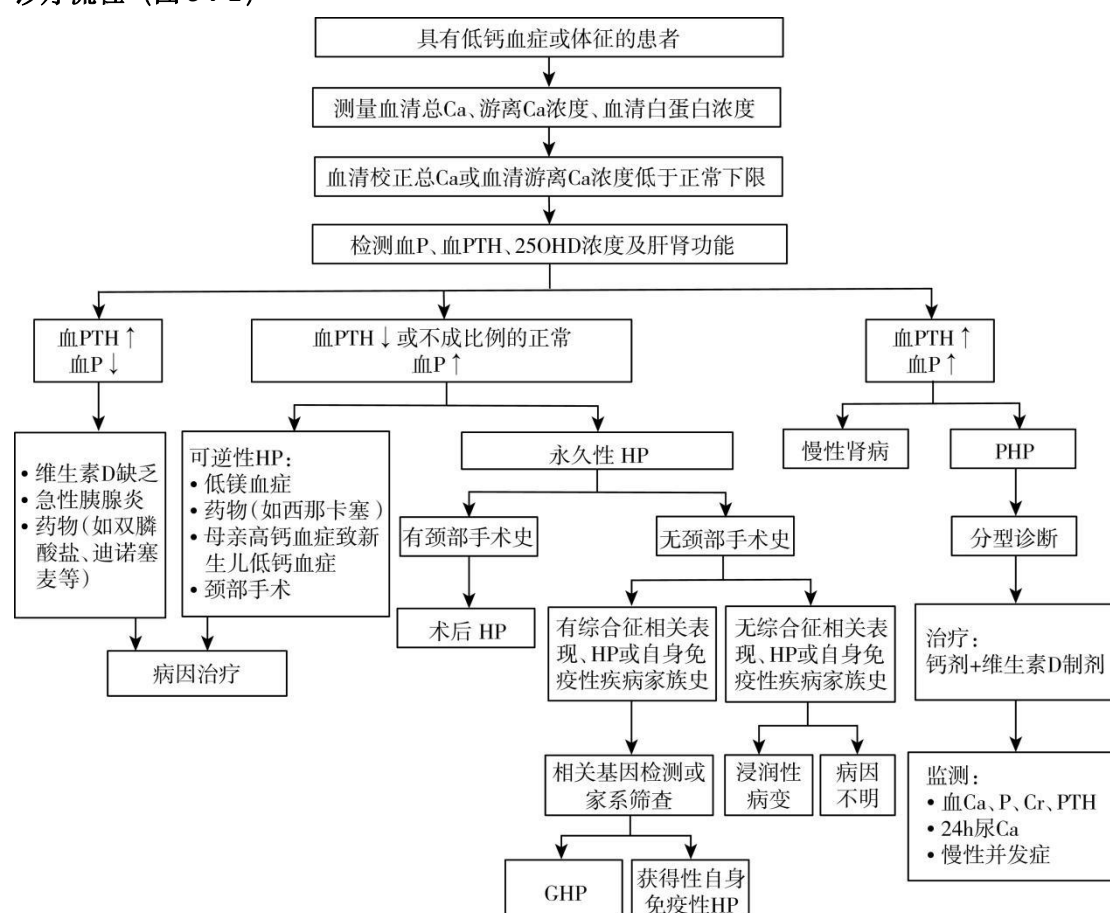 具有低钙血症或体征的患者
测量血清总Ca、游离Ca浓度、血清白蛋白浓度
血清校正总Ca或血清游离Ca浓度低于正常下限
检测血P、血PTH、25OHD浓度及肝肾功能
血PTH↑
血P↓
血PTH↓或不成比例的正常
血P↑
血PTH↑
血P↑
• 维生素D缺乏
• 急性胰腺炎
• 药物(如双膦
酸盐、迪诺塞
麦等)
可逆性HP：
• 低镁血症
• 药物(如西那卡塞)
• 母亲高钙血症致新
生儿低钙血症
• 颈部手术
永久性 HP
慢性肾病
PHP
有颈部手术史
无颈部手术史
分型诊断
术后 HP
有综合征相关表
现、HP或自身免
疫性疾病家族史
无综合征相关表
现、HP或自身免
疫性疾病家族史
治疗：
钙剂+维生素D制剂
病因治疗
相关基因检测或
家系筛查
浸润性
病变
病因
不明
监测：
• 血Ca、P、Cr、PTH
• 24h尿Ca
• 慢性并发症
GHP
获得性自身
免疫性HP